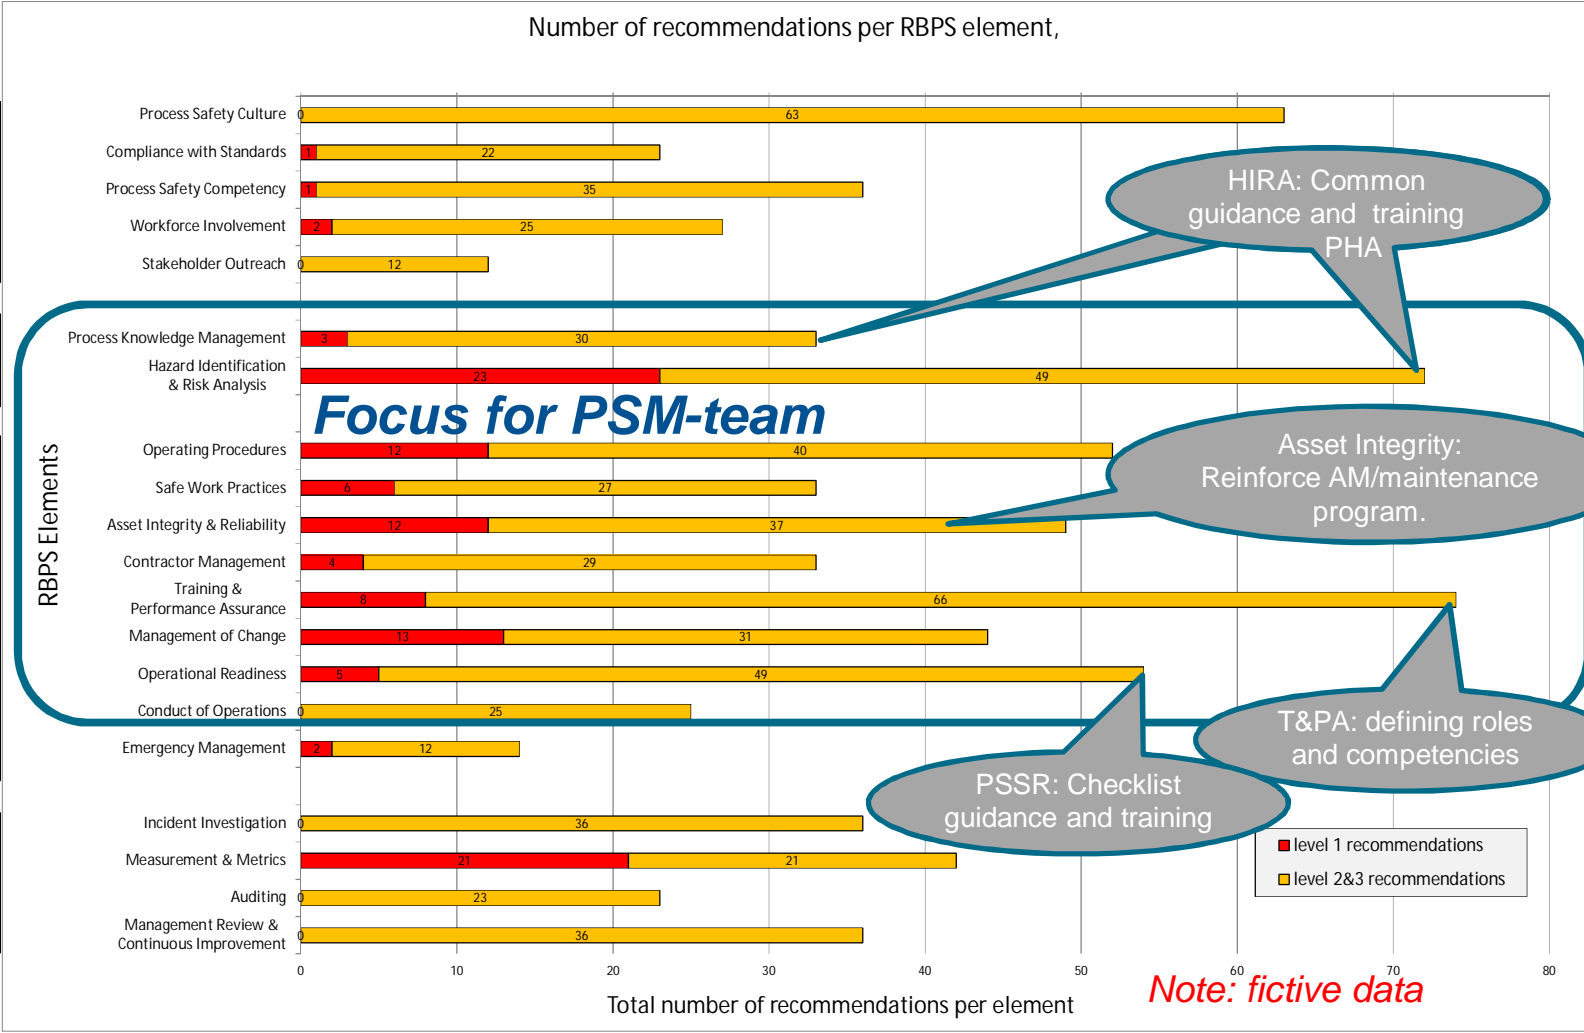 Number of recommendations per RBPS element,
Process Safety Culture 0 63
Compliance with Standards 1 22
Process Safety Competency 1 35
Workforce Involvement 2 25
Stakeholder Outreach 0 12
HIRA: Common
guidance and training
PHA
Process Knowledge Management 3 30
Hazard Identification
& Risk Analysis 23 49
Focus for PSM-team
RBPS Elements
Operating Procedures 12 40
Safe Work Practices 6 27
Asset Integrity & Reliability 12 37
Asset Integrity:
Reinforce AM/maintenance
program.
Contractor Management 4 29
Training &
Performance Assurance 8 66
Management of Change 13 31
Operational Readiness 5 49
Conduct of Operations 0 25
T&PA: defining roles
and competencies
Emergency Management 2 12
PSSR: Checklist
guidance and training
Incident Investigation 0 36
Measurement & Metrics 21 21
Auditing 0 23
Management Review &
Continuous Improvement 0 36
level 1 recommendations
level 2&3 recommendations
0 10 20 30 40 50 60 70 80
Total number of recommendations per element
Note: fictive data